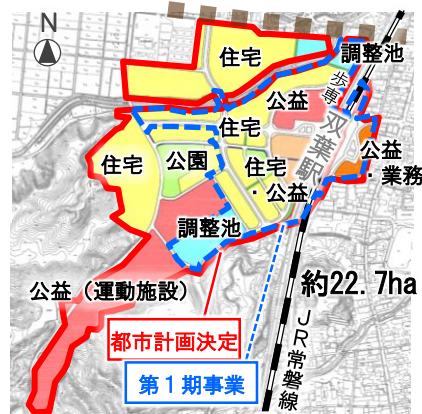 N
住宅
調整池
歩専
公益
双葉駅
住宅
住宅
公園
住宅
・公益
公益
・業務
調整池
公益（運動施設）
約22.7ha
都市計画決定
第１期事業
ＪＲ常磐線